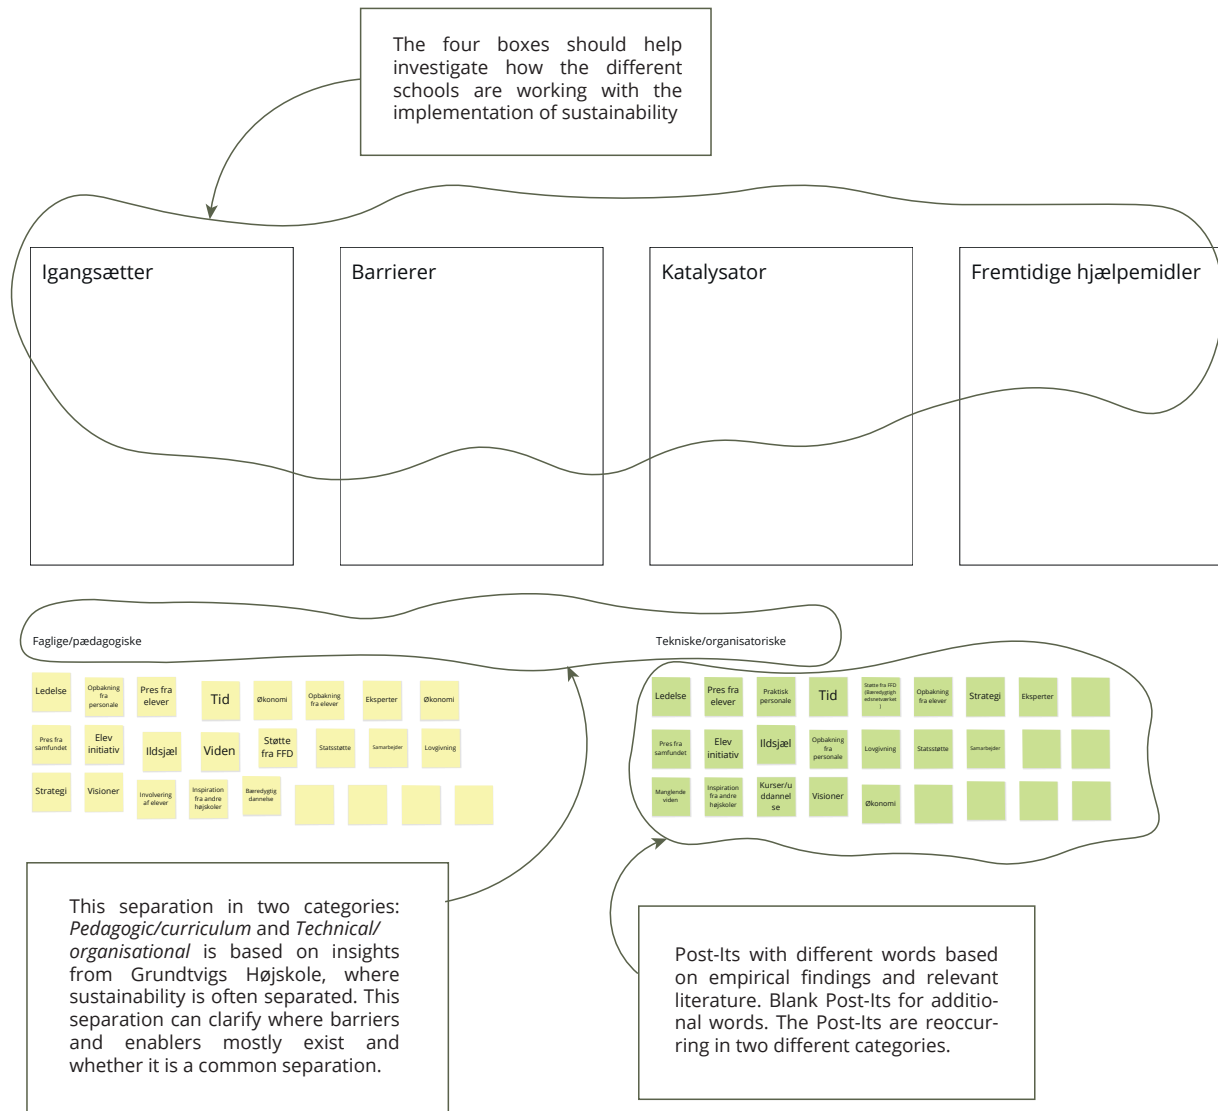 The four boxes should help
investigate how the different
schools are working with the
implementation of sustainability
Igangsætter
Barrierer
Katalysator
Fremtidige hjælpemidler
Faglige/pædagogiske
Ledelse
Opbakning
fra
personale
Pres fra
elever
Tid
Økonomi
Opbakning
fra elever
Eksperter
Økonomi
Pres fra
samfundet
Elev
initiativ
Ildsjæl
Viden
Støtte
fra FFD
Statsstøtte
Samarbejder
Lovgivning
Strategi
Visioner
Involvering
af elever
Inspiration
fra andre
højskoler
Bæredygtig
dannelse
Tekniske/organisatoriske
Ledelse
Pres fra
elever
Praktisk
personale
Tid
Støtte fra FFD
(Bæredygtigh
edsnetværket
)
Opbakning
fra elever
Strategi
Eksperter
Pres fra
samfundet
Elev
initiativ
Ildsjæl
Opbakning
fra
personale
Lovgivning
Statsstøtte
Samarbejder
Manglende
viden
Inspiration
fra andre
højskoler
Kurser/u
ddannel
se
Visioner
Økonomi
This separation in two categories:
Pedagogic/curriculum and Technical/
organisational is based on insights
from Grundtvigs Højskole, where
sustainability is often separated. This
separation can clarify where barriers
and enablers mostly exist and
whether it is a common separation.
Post-Its with different words based
on empirical findings and relevant
literature. Blank Post-Its for additio-
nal words. The Post-Its are reoccur-
ring in two different categories.